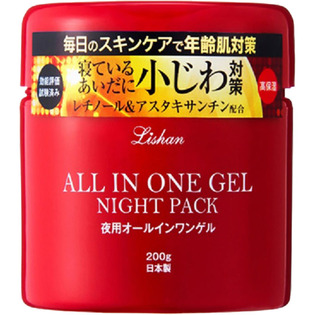 毎日のスキンケアで年齢肌対策
効能評価
試験済み
寝ている
あいだに
小じわ
対策
高保湿
レチノール&アスタキサンチン配合
Lishan
ALL IN ONE GEL
NIGHT PACK
夜用オールインワンゲル
200g
日本製